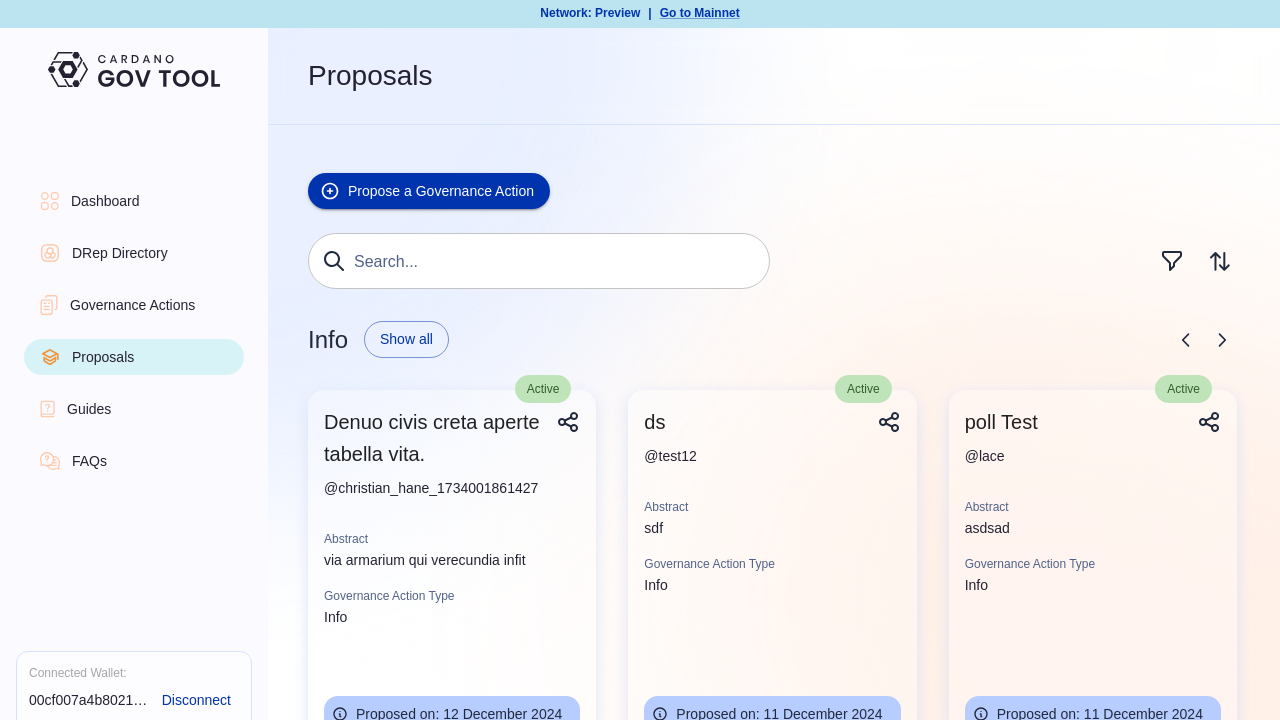 Network: Preview | Go to Mainnet
CARDANO
GOV TOOL
Proposals
Dashboard
DRep Directory
Governance Actions
Proposals
Guides
FAQs
Connected Wallet:
00cf007a4b8021… Disconnect
Propose a Governance Action
Search...
Info Show all
Active
Denuo civis creta aperte
tabella vita.
@christian_hane_1734001861427
Abstract
via armarium qui verecundia infit
Governance Action Type
Info
Proposed on: 12 December 2024
Active
ds
@test12
Abstract
sdf
Governance Action Type
Info
Proposed on: 11 December 2024
Active
poll Test
@lace
Abstract
asdsad
Governance Action Type
Info
Proposed on: 11 December 2024